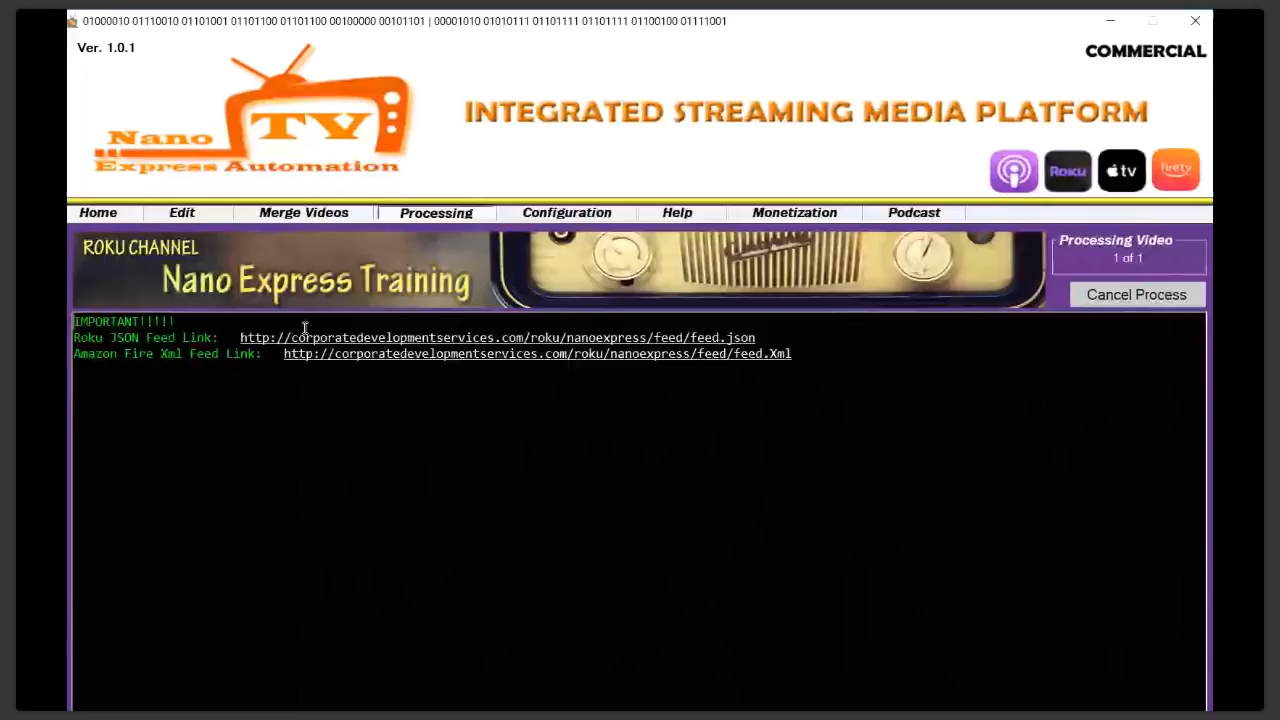 01000010 01110010 01101001 01101100 01101100 00100000 00101101 | 00001010 01010111 01101111 01101111 01100100 01111001
Ver. 1.0.1
COMMERCIAL
Nano TV
Express Automation
INTEGRATED STREAMING MEDIA PLATFORM
Roku
tv
firetv
Home Edit Merge Videos Processing Configuration Help Monetization Podcast
ROKU CHANNEL
Nano Express Training
Processing Video
1 of 1
Cancel Process
IMPORTANT!!!!!
Roku JSON Feed Link: http://corporatedevelopmentservices.com/roku/nanoexpress/feed/feed.json
Amazon Fire Xml Feed Link: http://corporatedevelopmentservices.com/roku/nanoexpress/feed/feed.Xml